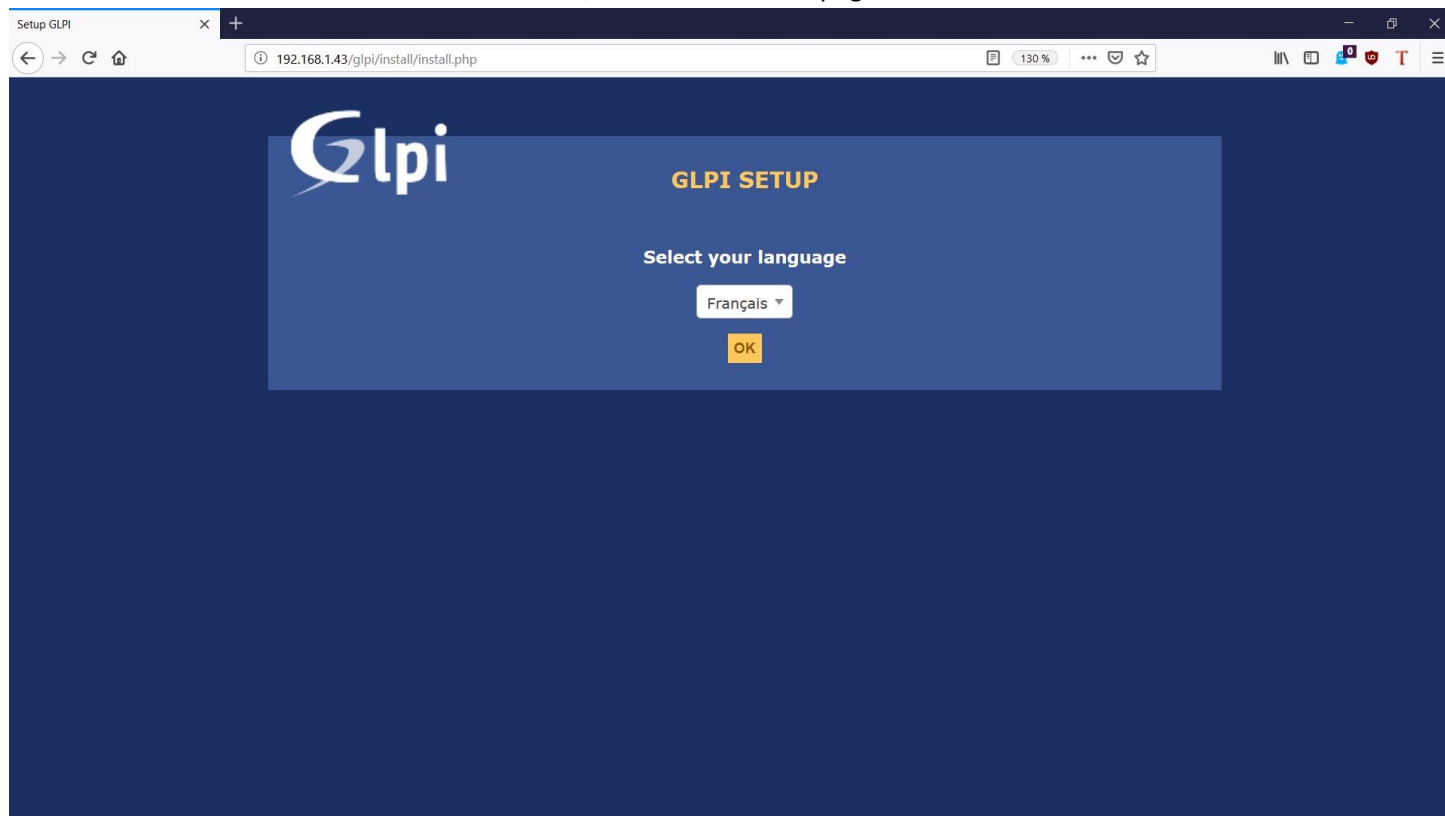 Setup GLPI
192.168.1.43/glpi/install/install.php
130 %
0
T
Glpi
GLPI SETUP
Select your language
Français
OK